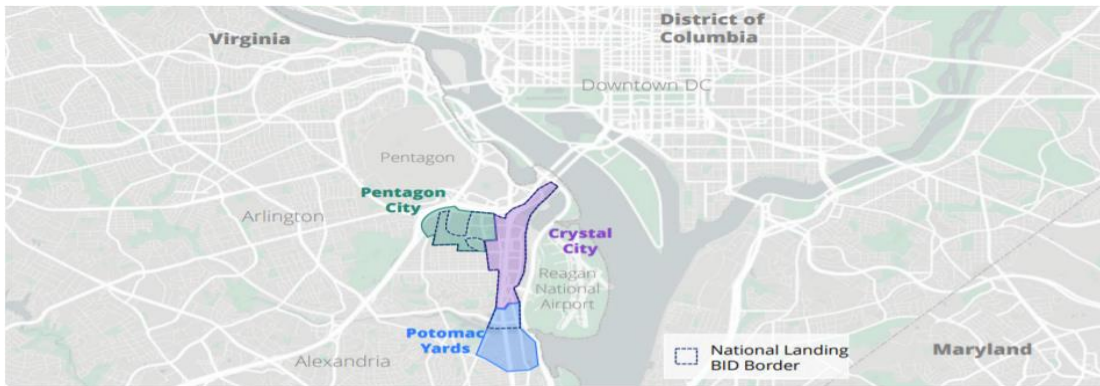 Virginia
District of
Columbia
Downtown DC
Pentagon
Pentagon
City
Arlington
Crystal
City
Reagan
National
Airport
Potomac
Yards
Alexandria
National Landing
BID Border
Maryland